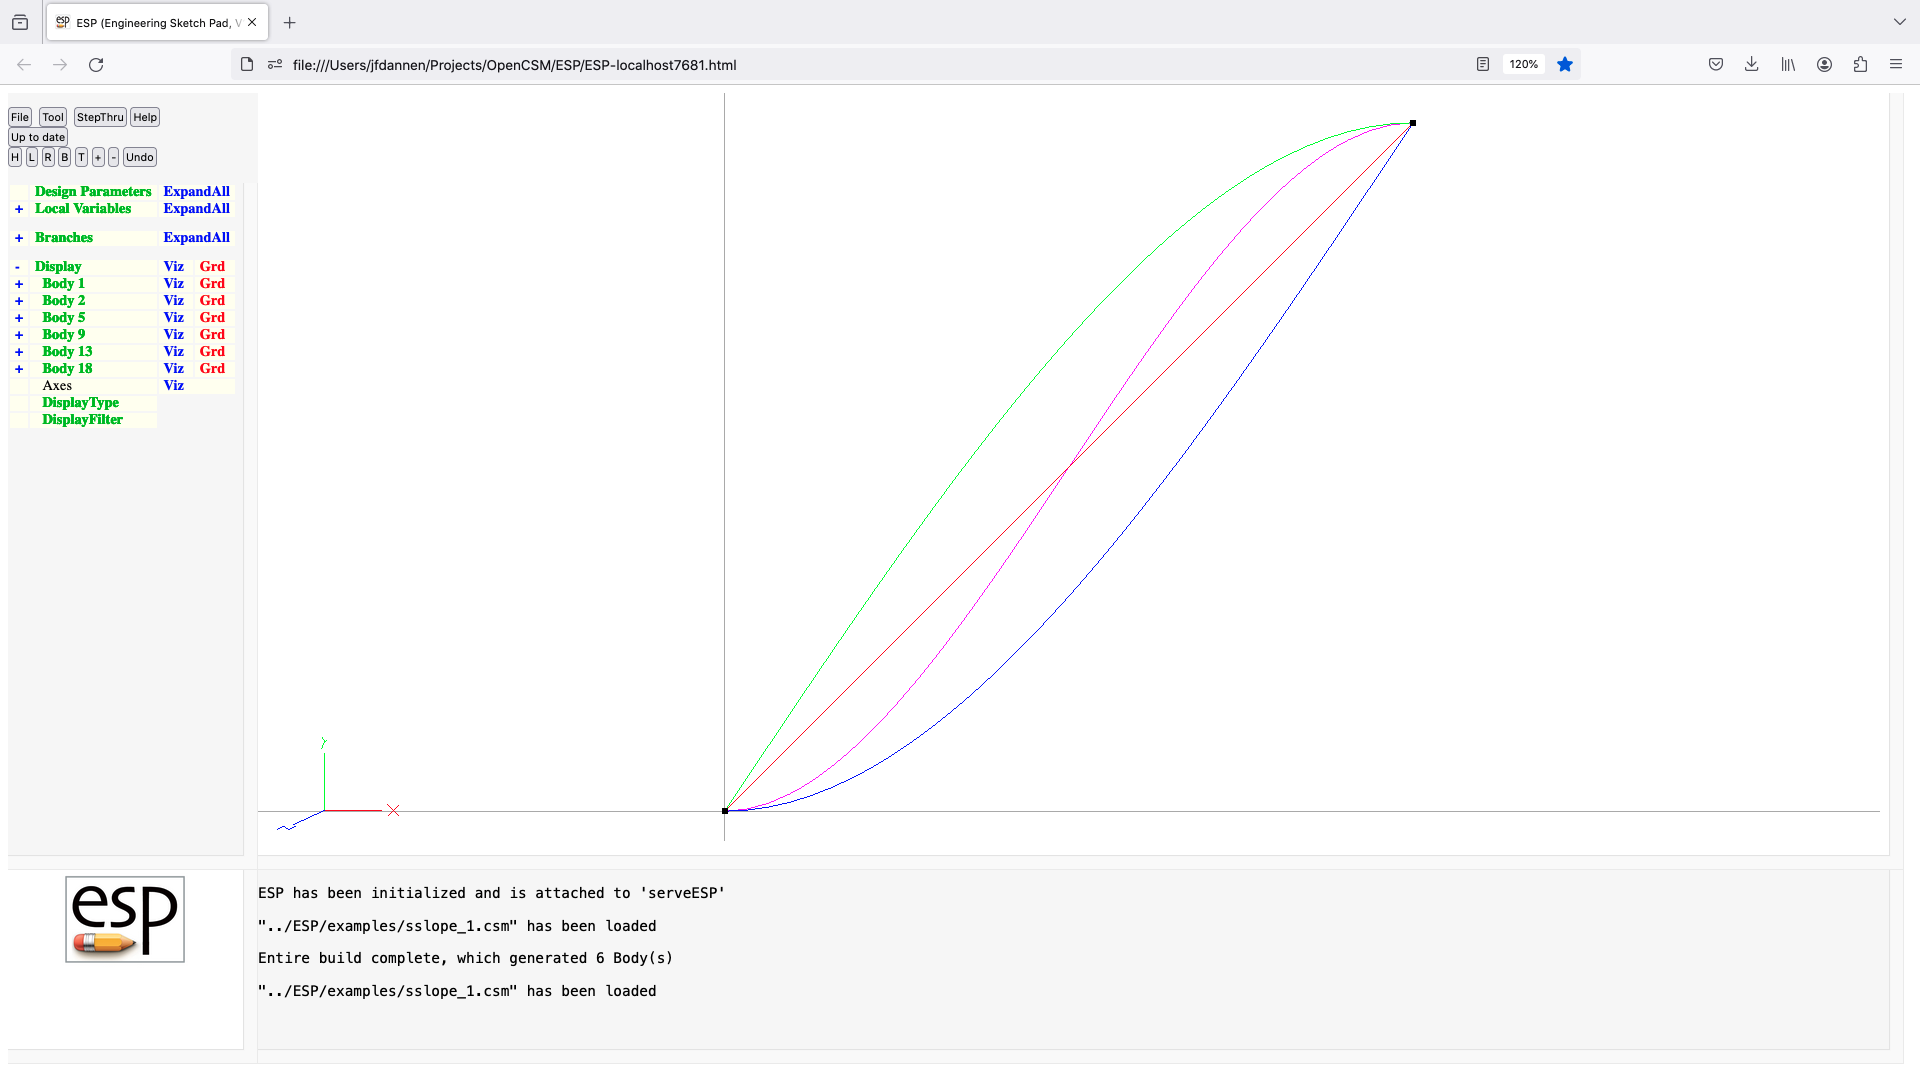 ESP (Engineering Sketch Pad, V
file:///Users/jfdannen/Projects/OpenCSM/ESP/ESP-localhost7681.html
120%
File Tool StepThru Help
Up to date
H L R B T + - Undo
Design Parameters ExpandAll
+ Local Variables ExpandAll
+ Branches ExpandAll
- Display Viz Grd
+ Body 1 Viz Grd
+ Body 2 Viz Grd
+ Body 5 Viz Grd
+ Body 9 Viz Grd
+ Body 13 Viz Grd
+ Body 18 Viz Grd
Axes Viz
DisplayType
DisplayFilter
Y
X
Z
esp
ESP has been initialized and is attached to 'serveESP'
"../ESP/examples/sslope_1.csm" has been loaded
Entire build complete, which generated 6 Body(s)
"../ESP/examples/sslope_1.csm" has been loaded